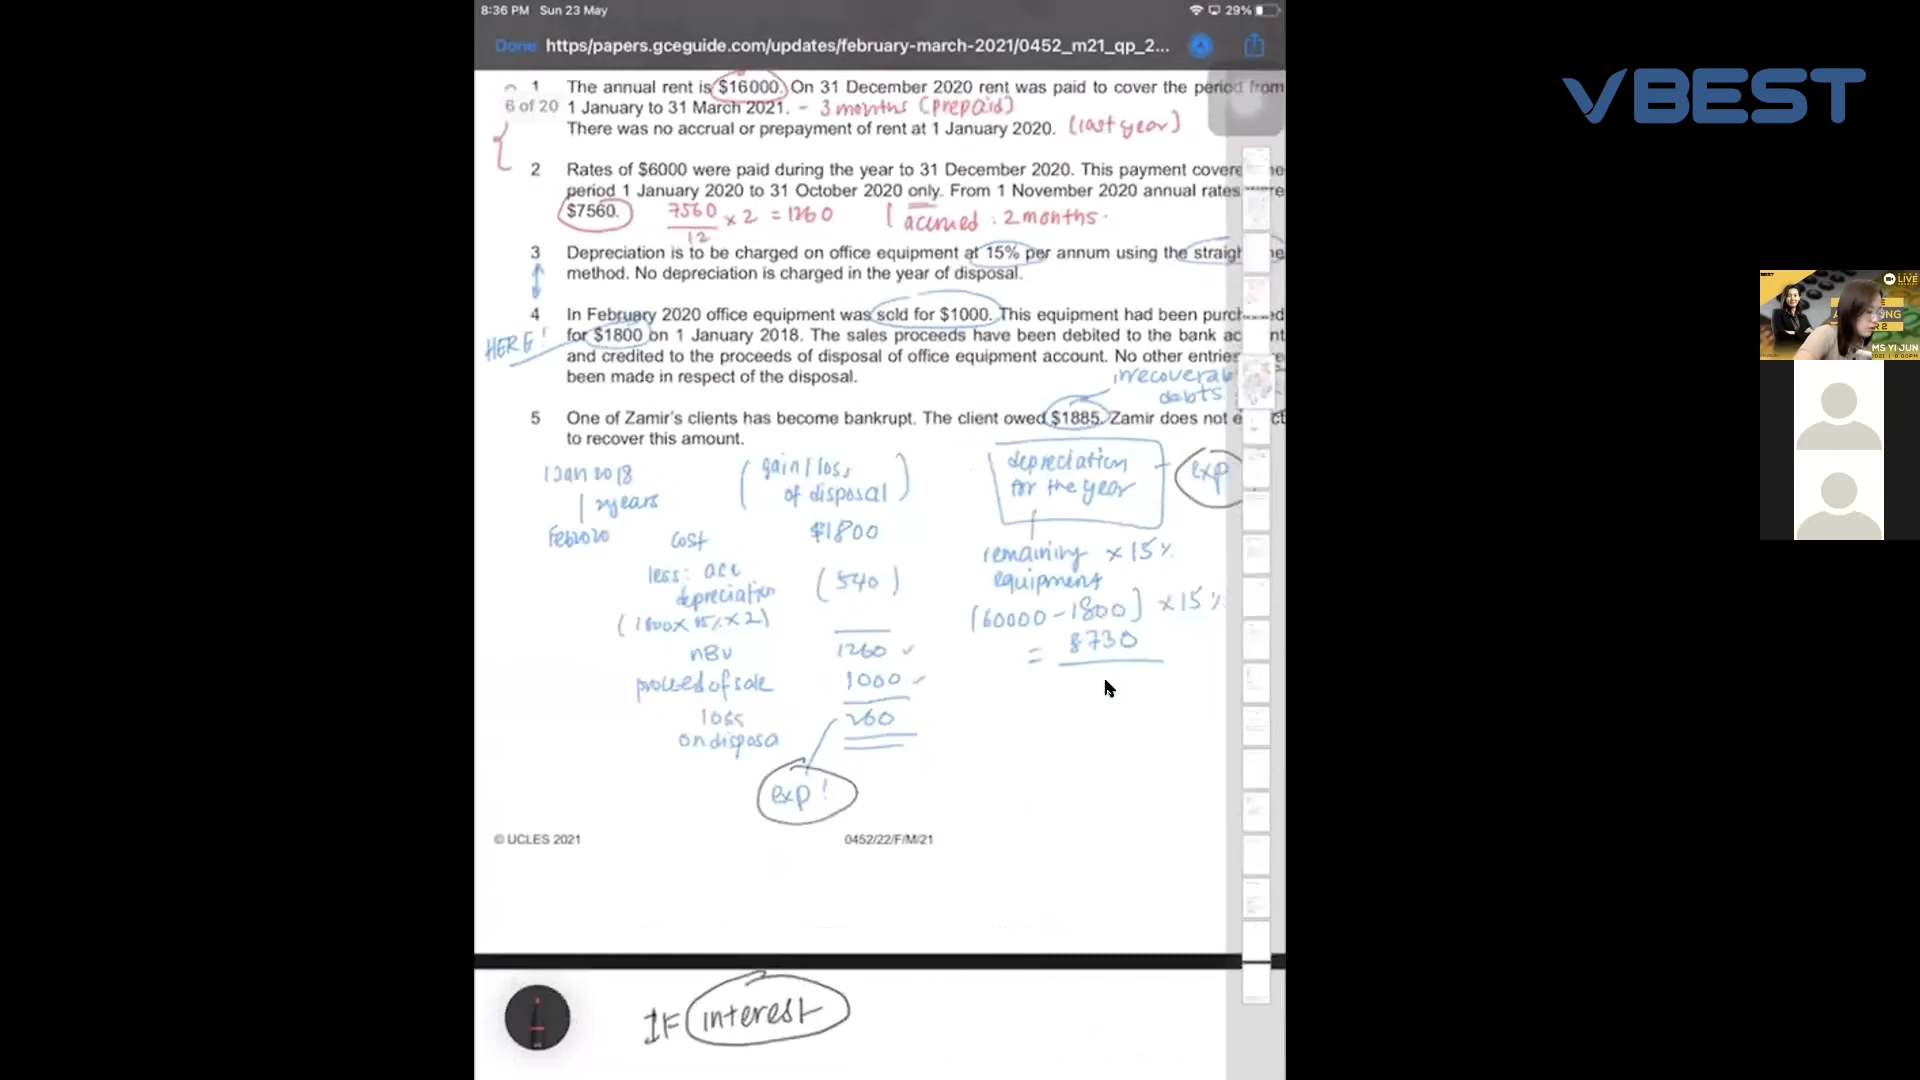 8:36 PM Sun 23 May
29%
Done https/papers.gceguide.com/updates/february-march-2021/0452_m21_qp_2...
VBEST
1 The annual rent is $16000. On 31 December 2020 rent was paid to cover the period from
6 of 20 1 January to 31 March 2021. - 3 months (prepaid)
There was no accrual or prepayment of rent at 1 January 2020. (last year)
2 Rates of $6000 were paid during the year to 31 December 2020. This payment covere
period 1 January 2020 to 31 October 2020 only. From 1 November 2020 annual rates
$7560. 7560 x 2 = 1260 accrued : 2 months.
12
3 Depreciation is to be charged on office equipment at 15% per annum using the straigh
method. No depreciation is charged in the year of disposal.
4 In February 2020 office equipment was sold for $1000. This equipment had been purch
HERE! for $1800 on 1 January 2018. The sales proceeds have been debited to the bank ac
and credited to the proceeds of disposal of office equipment account. No other entrie
been made in respect of the disposal.
irrecoverab
debts
5 One of Zamir's clients has become bankrupt. The client owed $1885. Zamir does not e
to recover this amount.
1 Jan 2018 (gain/loss depreciation
2 years of disposal) for the year exp
Feb 2020 cost $1800
remaining x 15%
less: acc (540) equipment
depreciation
(1800 x 15% x 2) (60000 - 1800) x 15%
nBV 1260 = 8730
proceed of sale 1000
loss 260
on disposa
exp!
© UCLES 2021 0452/22/F/M/21
IF interest
LIVE
MS YI JUN